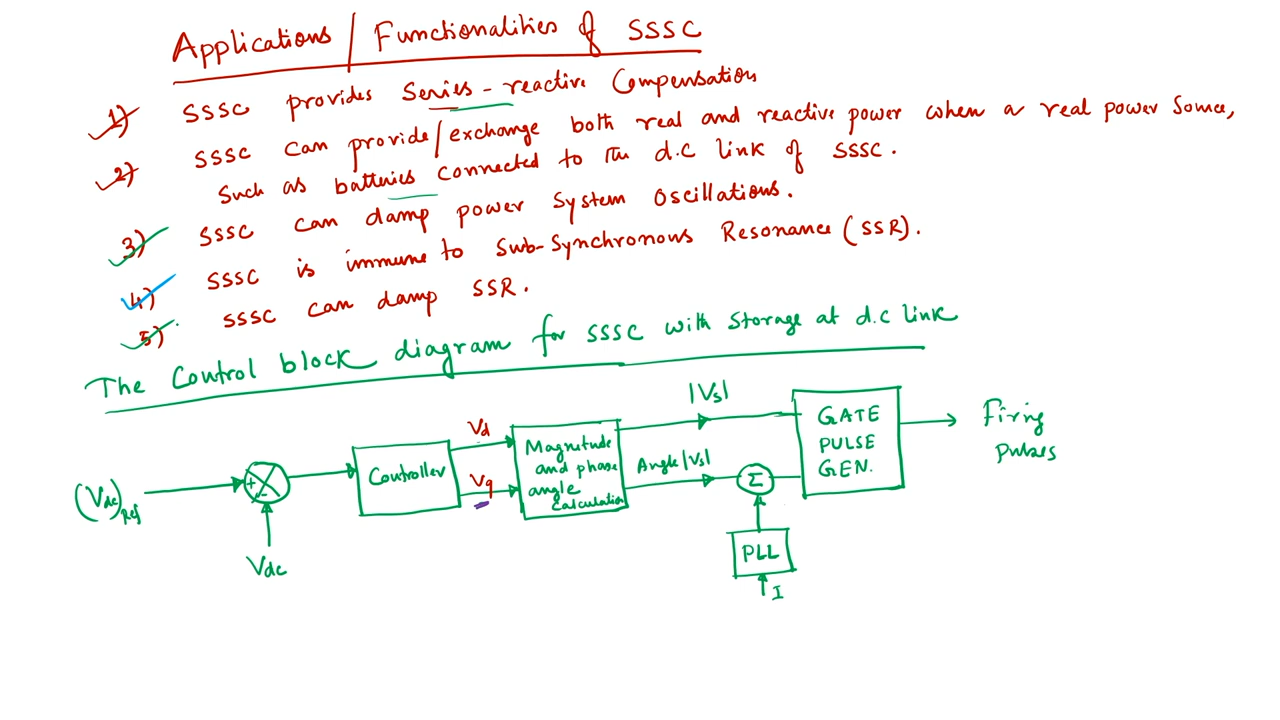 Applications / Functionalities of SSSC
1) SSSC provides Series-reactive Compensation
2) SSSC can provide/exchange both real and reactive power when a real power source,
such as batteries connected to the d.c link of SSSC.
3) SSSC can damp power system oscillations.
4) SSSC is immune to Sub-Synchronous Resonance (SSR).
5) SSSC can damp SSR.
The Control block diagram for SSSC with storage at d.c link
(Vdc)Ref
+
-
Vdc
Controller
Vd
Vq
Magnitude
and phase
angle
calculation
|Vs|
Angle/Vs|
Σ
PLL
I
GATE
PULSE
GEN.
Firing
pulses